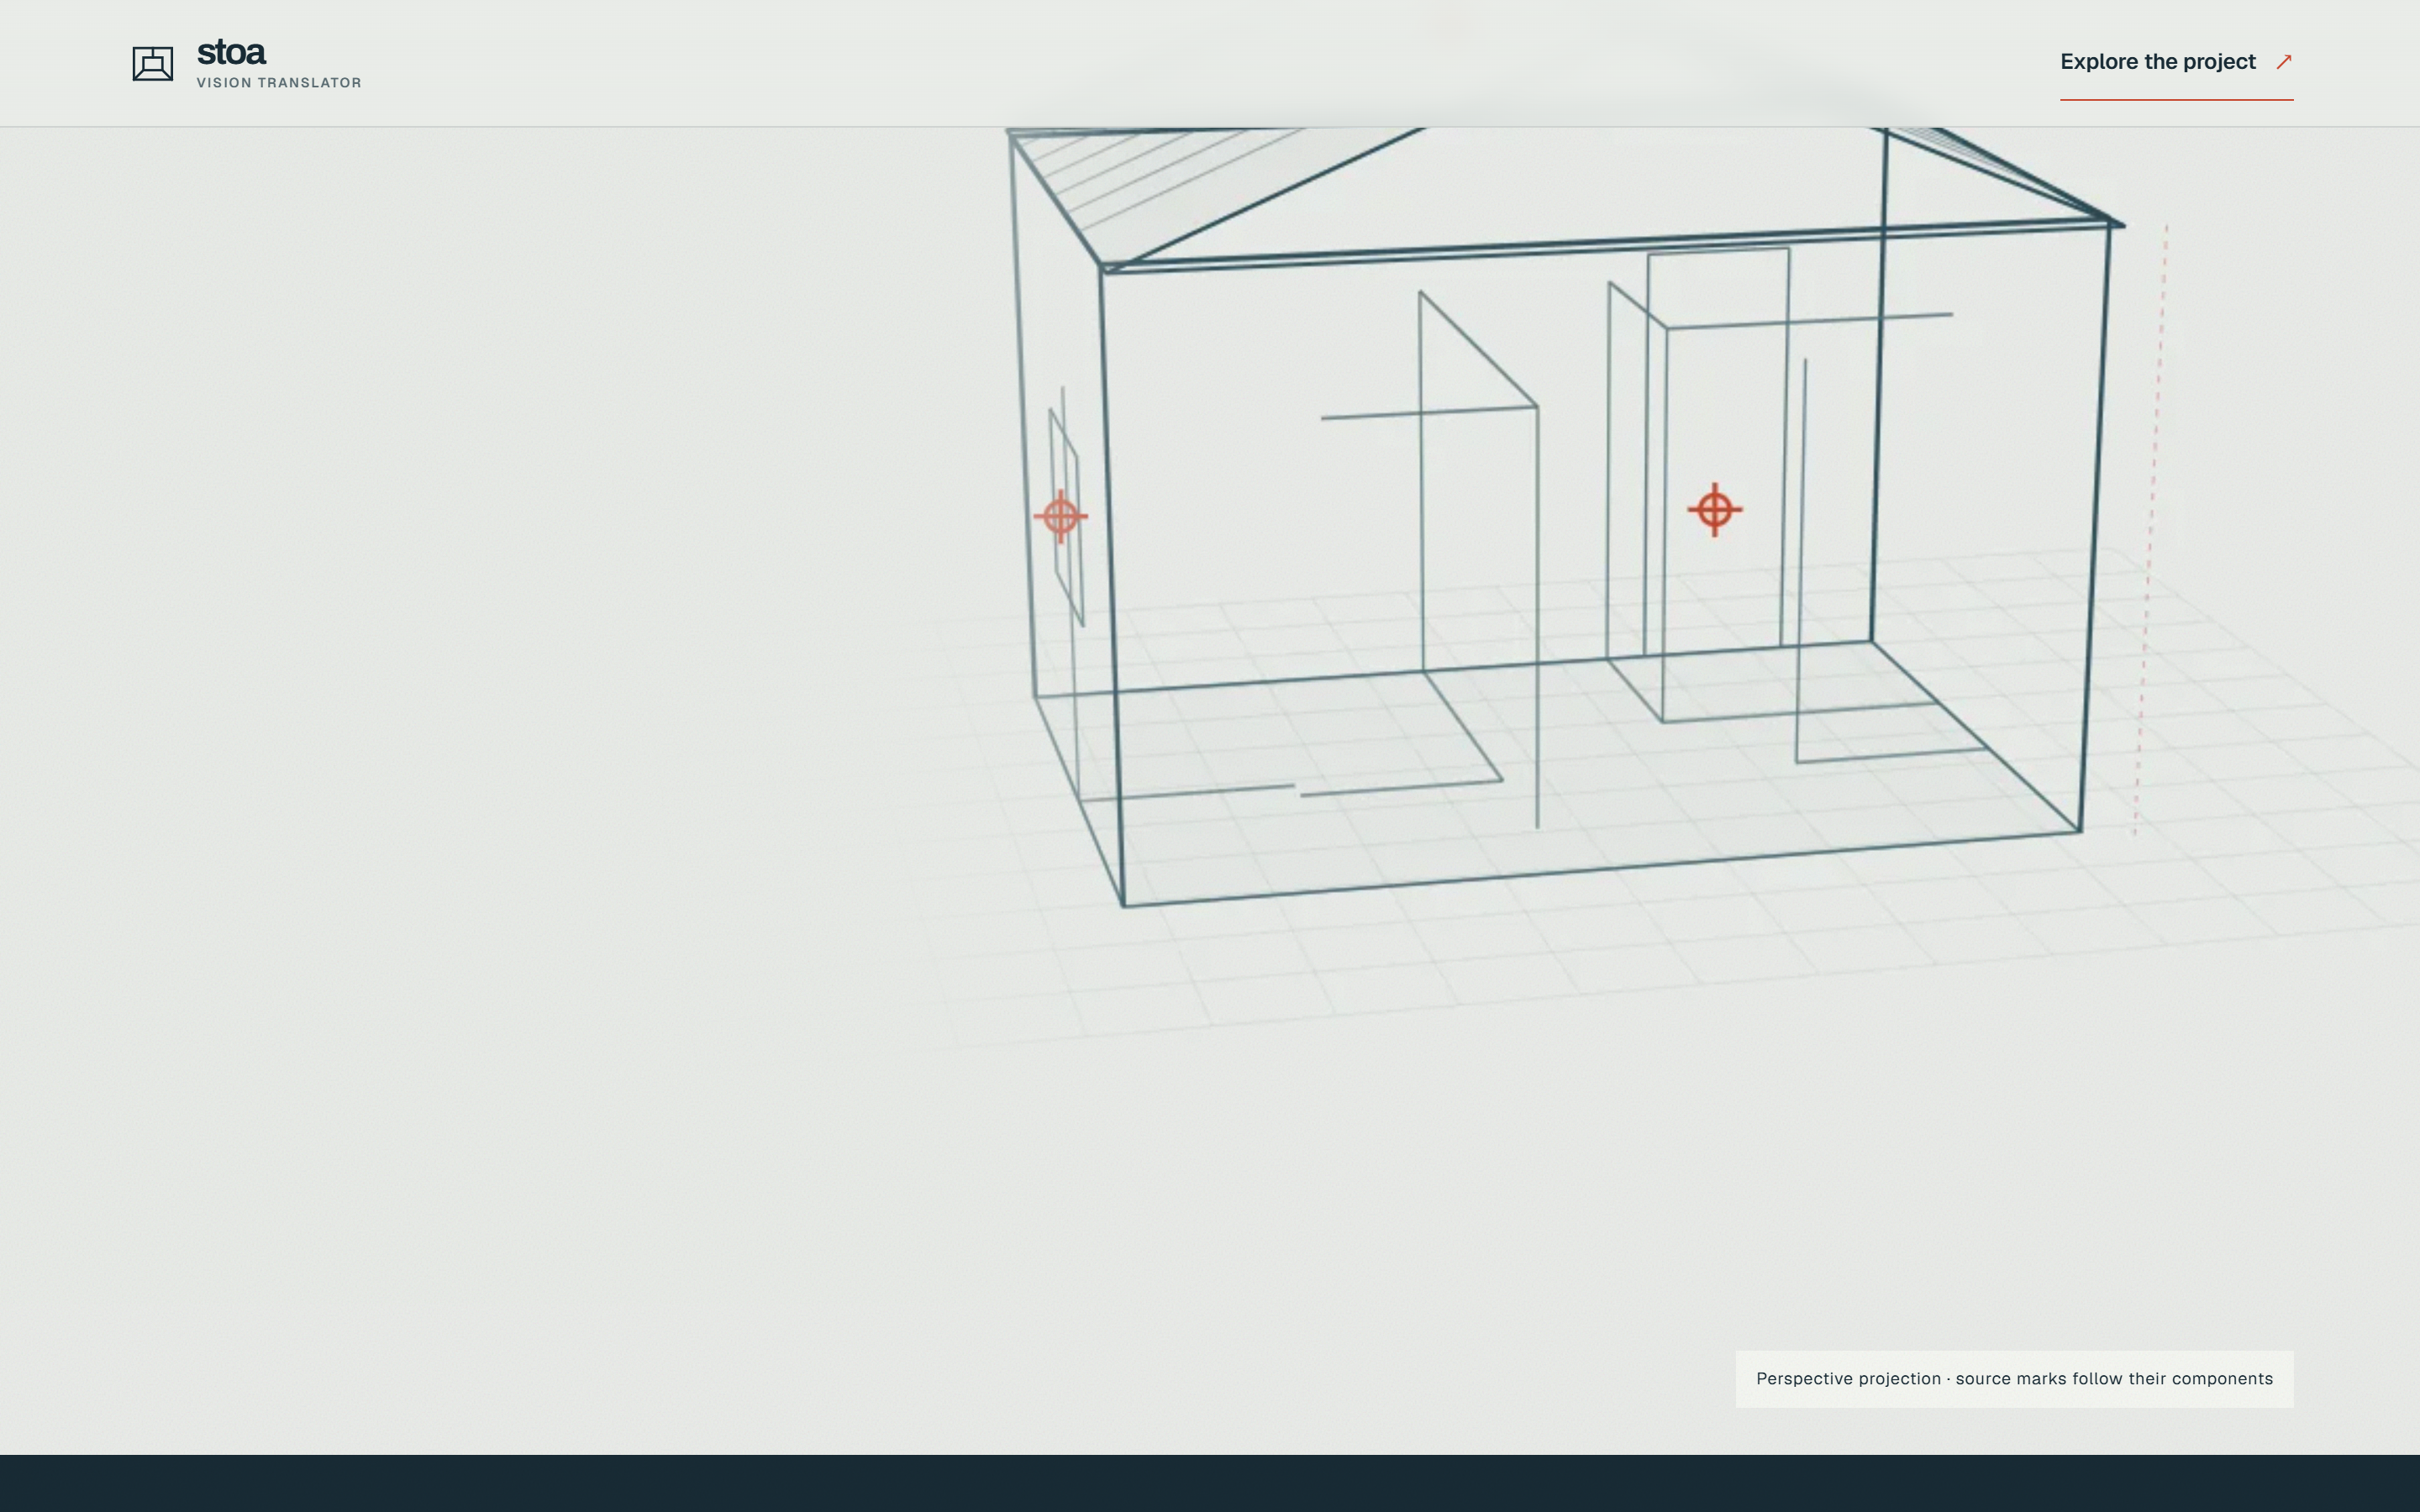 stoa
VISION TRANSLATOR
Explore the project ↗
Perspective projection · source marks follow their components